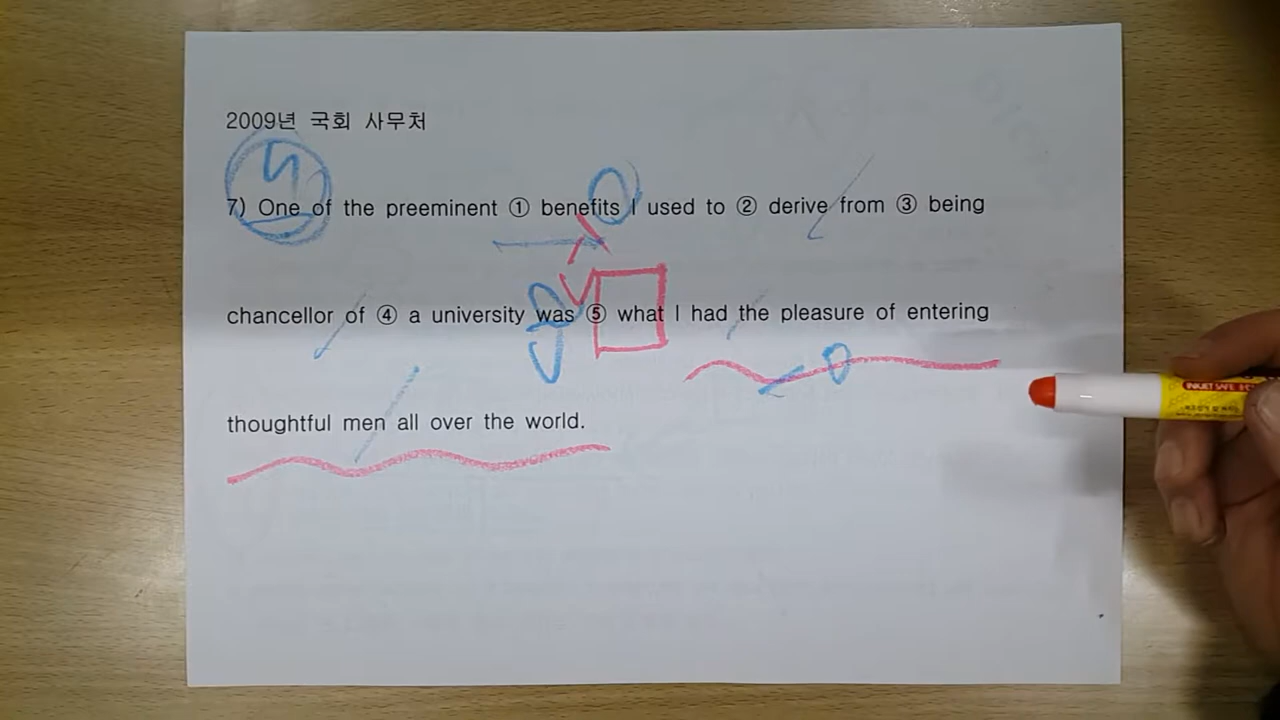 2009년 국회 사무처
7) One of the preeminent ① benefits I used to ② derive from ③ being
chancellor of ④ a university was ⑤ what I had the pleasure of entering
thoughtful men all over the world.